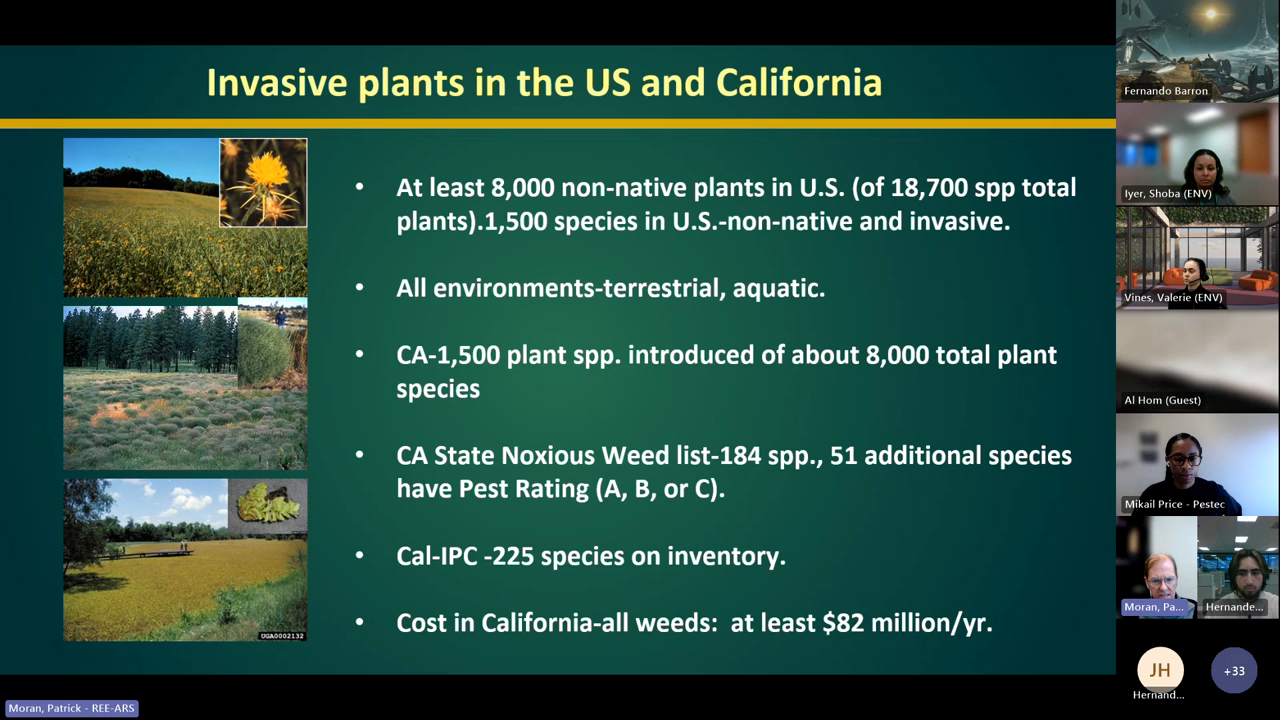 Invasive plants in the US and California
• At least 8,000 non-native plants in U.S. (of 18,700 spp total
plants).1,500 species in U.S.-non-native and invasive.
• All environments-terrestrial, aquatic.
• CA-1,500 plant spp. introduced of about 8,000 total plant
species
• CA State Noxious Weed list-184 spp., 51 additional species
have Pest Rating (A, B, or C).
• Cal-IPC -225 species on inventory.
• Cost in California-all weeds:  at least $82 million/yr.
UGA0002132
Moran, Patrick - REE-ARS
Fernando Barron
Iyer, Shoba (ENV)
Vines, Valerie (ENV)
Al Hom (Guest)
Mikail Price - Pestec
Moran, Pa...
Hernande...
JH
Hernand...
+33